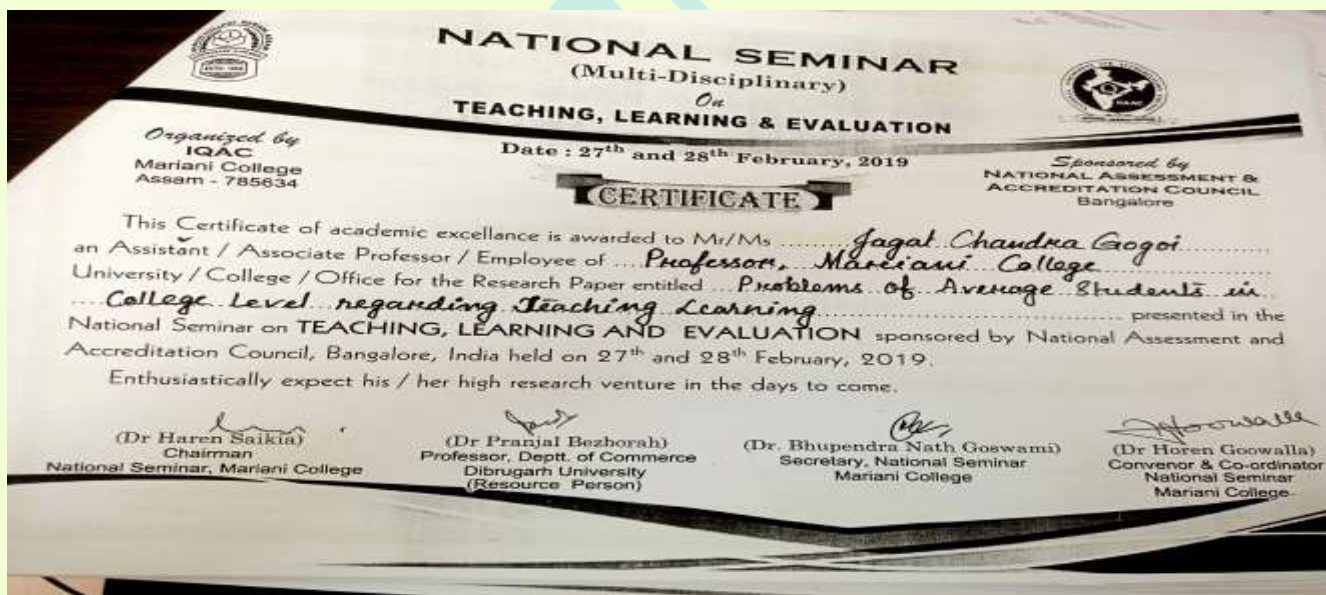 NATIONAL SEMINAR
(Multi-Disciplinary)
On
TEACHING, LEARNING & EVALUATION
Organized by
IQAC
Mariani College
Assam - 785634
Date : 27th and 28th February, 2019
Sponsored by
NATIONAL ASSESSMENT &
ACCREDITATION COUNCIL
Bangalore
CERTIFICATE
This Certificate of academic excellence is awarded to Mr/Ms ........ Jagat Chandra Gogoi
an Assistant / Associate Professor / Employee of .... Professor, Mariani College
University / College / Office for the Research Paper entitled .. Problems of Average Students in
.... College Level regarding Teaching Learning ........ presented in the
National Seminar on TEACHING, LEARNING AND EVALUATION sponsored by National Assessment and
Accreditation Council, Bangalore, India held on 27th and 28th February, 2019.
Enthusiastically expect his / her high research venture in the days to come.
(Dr Haren Saikia)
Chairman
National Seminar, Mariani College
(Dr Pranjal Bezborah)
Professor, Deptt. of Commerce
Dibrugarh University
(Resource Person)
(Dr. Bhupendra Nath Goswami)
Secretary, National Seminar
Mariani College
(Dr Horen Goowalla)
Convenor & Co-ordinator
National Seminar
Mariani College